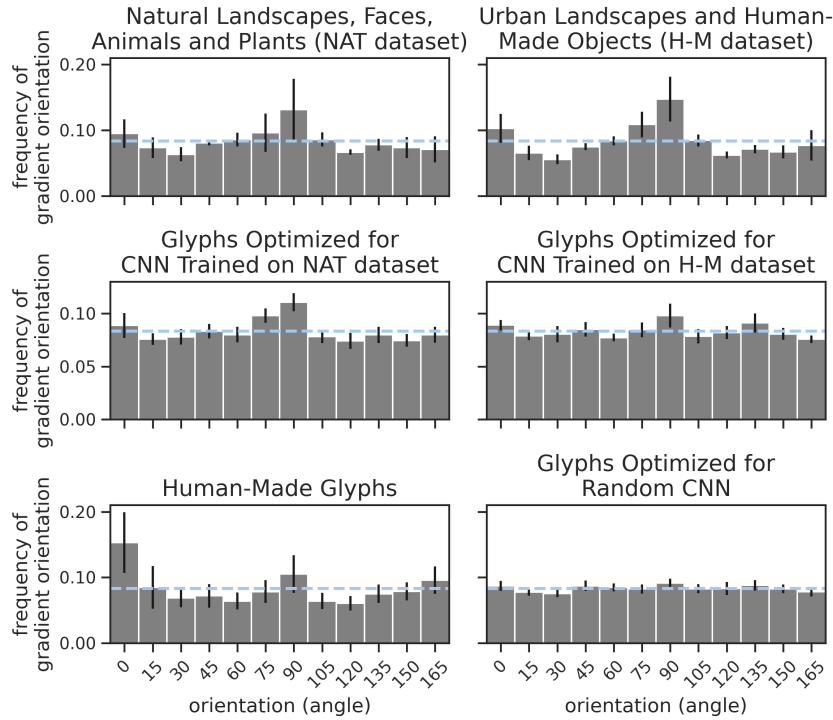 Natural Landscapes, Faces,
Animals and Plants (NAT dataset)
Urban Landscapes and Human-
Made Objects (H-M dataset)
frequency of
gradient orientation
0.20
0.10
0.00
Glyphs Optimized for
CNN Trained on NAT dataset
Glyphs Optimized for
CNN Trained on H-M dataset
frequency of
gradient orientation
0.10
0.05
0.00
Human-Made Glyphs
Glyphs Optimized for
Random CNN
frequency of
gradient orientation
0.20
0.10
0.00
0 15 30 45 60 75 90 105 120 135 150 165
0 15 30 45 60 75 90 105 120 135 150 165
orientation (angle)
orientation (angle)